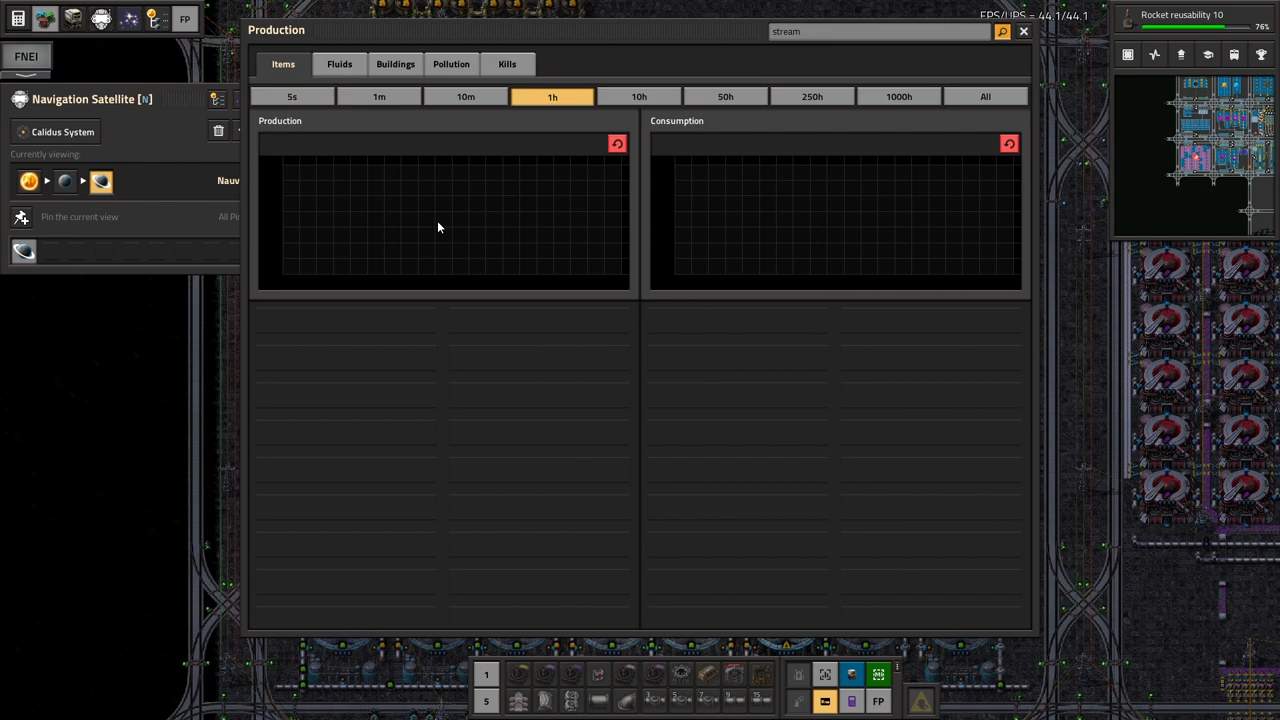 FP
EPS/UPS = 44.1/44.1
Rocket reusability 10
76%
FNEI
Navigation Satellite [N]
Calidus System
Currently viewing:
Nauv
Pin the current view
All Pi
Production
stream
Items Fluids Buildings Pollution Kills
5s 1m 10m 1h 10h 50h 250h 1000h All
Production
Consumption
1
5
FP